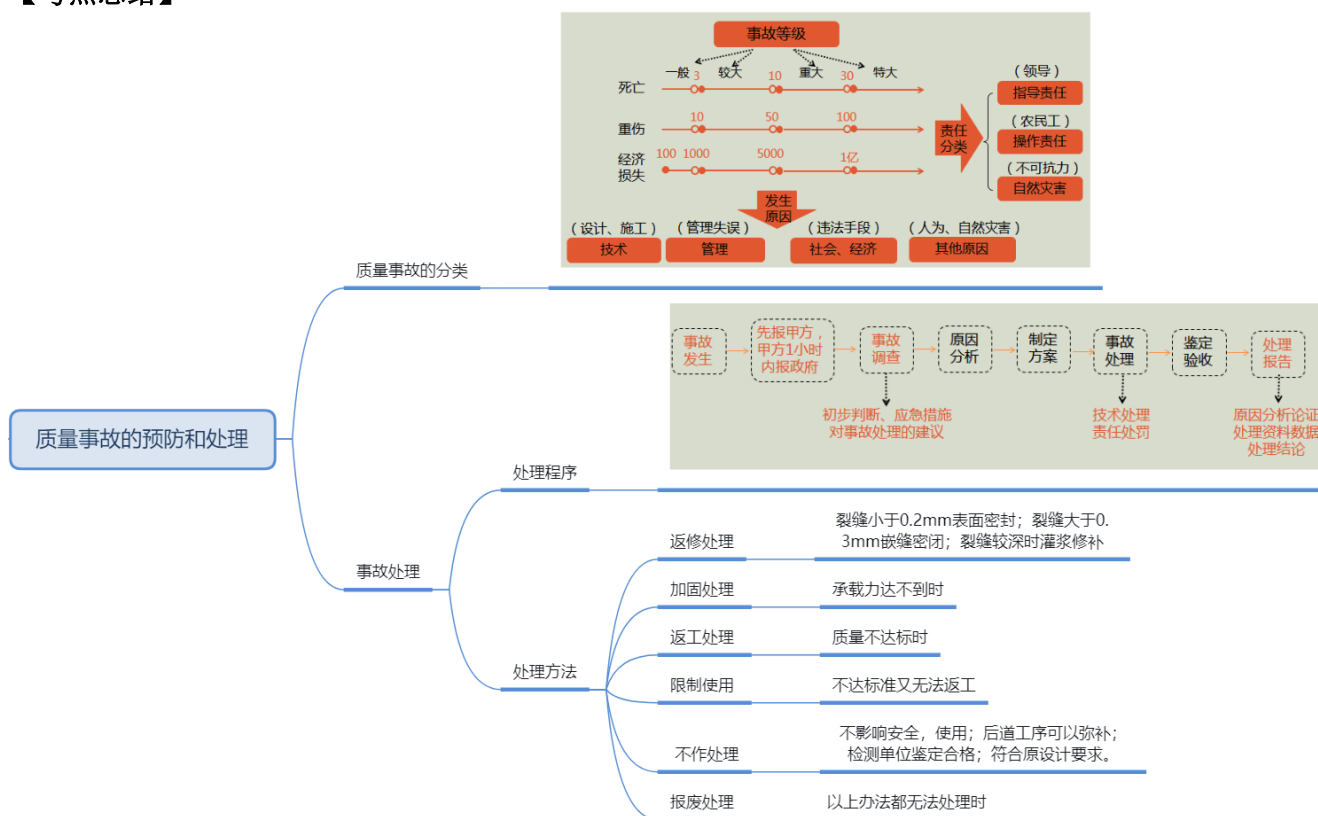 【考点总结】
事故等级
一般 3 较大 10 重大 30 特大
死亡
10 50 100
重伤
100 1000 5000 1亿
经济
损失
责任
分类
(领导)
指导责任
(农民工)
操作责任
(不可抗力)
自然灾害
发生
原因
(设计、施工)
技术
(管理失误)
管理
(违法手段)
社会、经济
(人为、自然灾害)
其他原因
质量事故的分类
事故
发生
先报甲方,
甲方1小时
内报政府
事故
调查
原因
分析
制定
方案
事故
处理
鉴定
验收
处理
报告
初步判断、应急措施
对事故处理的建议
技术处理
责任处罚
原因分析论证
处理资料数据
处理结论
质量事故的预防和处理
处理程序
事故处理
处理方法
返修处理
裂缝小于0.2mm表面密封;裂缝大于0.
3mm嵌缝密闭;裂缝较深时灌浆修补
加固处理
承载力达不到时
返工处理
质量不达标时
限制使用
不达标准又无法返工
不作处理
不影响安全,使用;后道工序可以弥补;
检测单位鉴定合格;符合原设计要求。
报废处理
以上办法都无法处理时